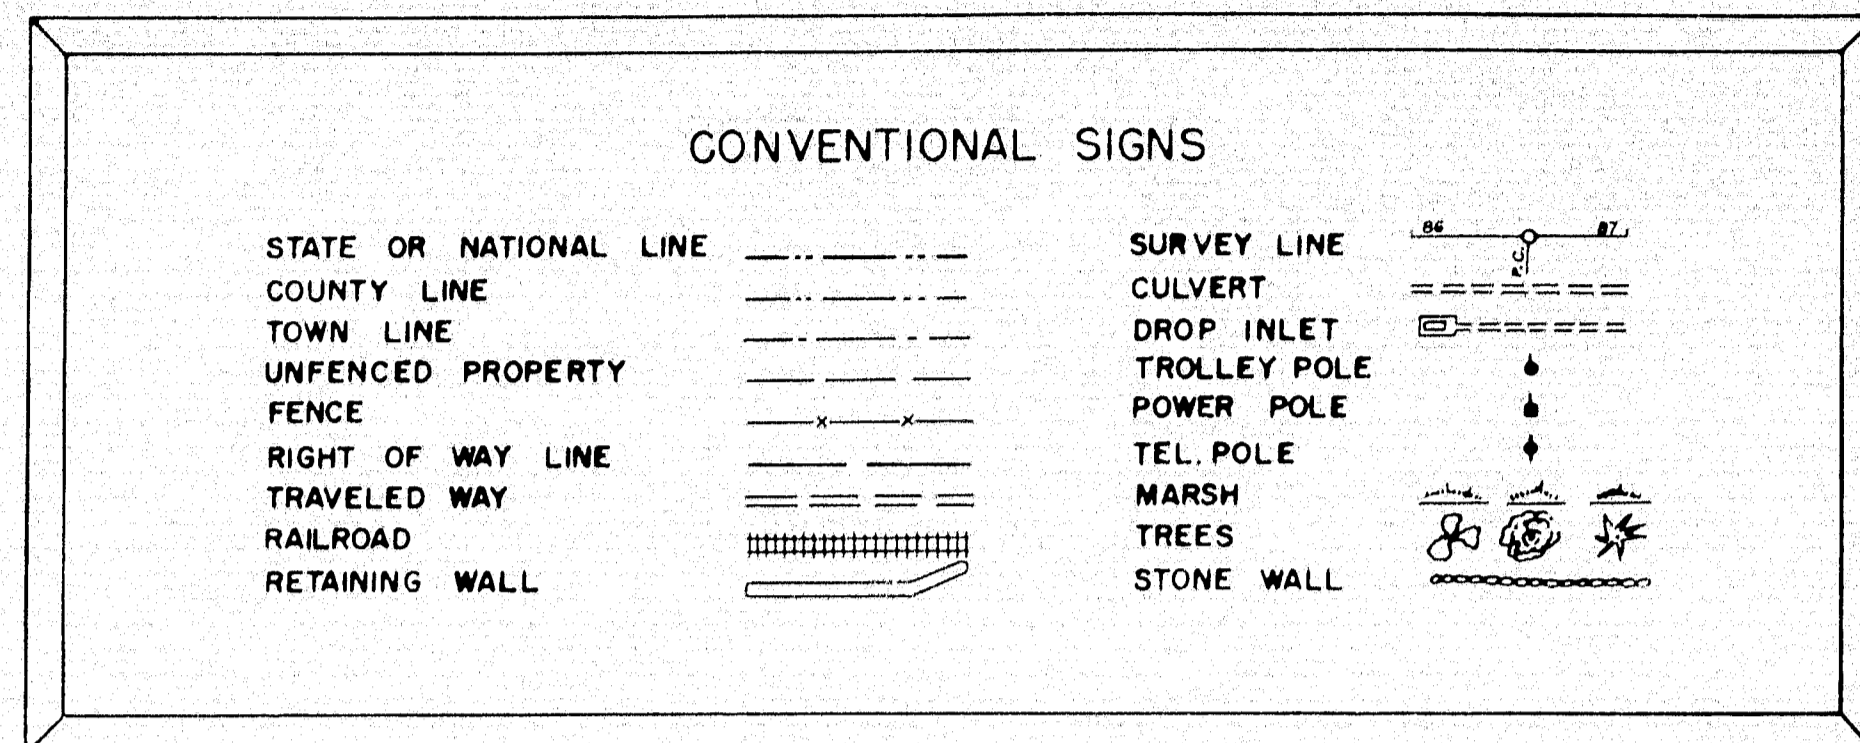 CONVENTIONAL SIGNS
STATE OR NATIONAL LINE
COUNTY LINE
TOWN LINE
UNFENCED PROPERTY
FENCE
RIGHT OF WAY LINE
TRAVELED WAY
RAILROAD
RETAINING WALL
SURVEY LINE 86 87
P.C.
CULVERT
DROP INLET
TROLLEY POLE
POWER POLE
TEL. POLE
MARSH
TREES
STONE WALL